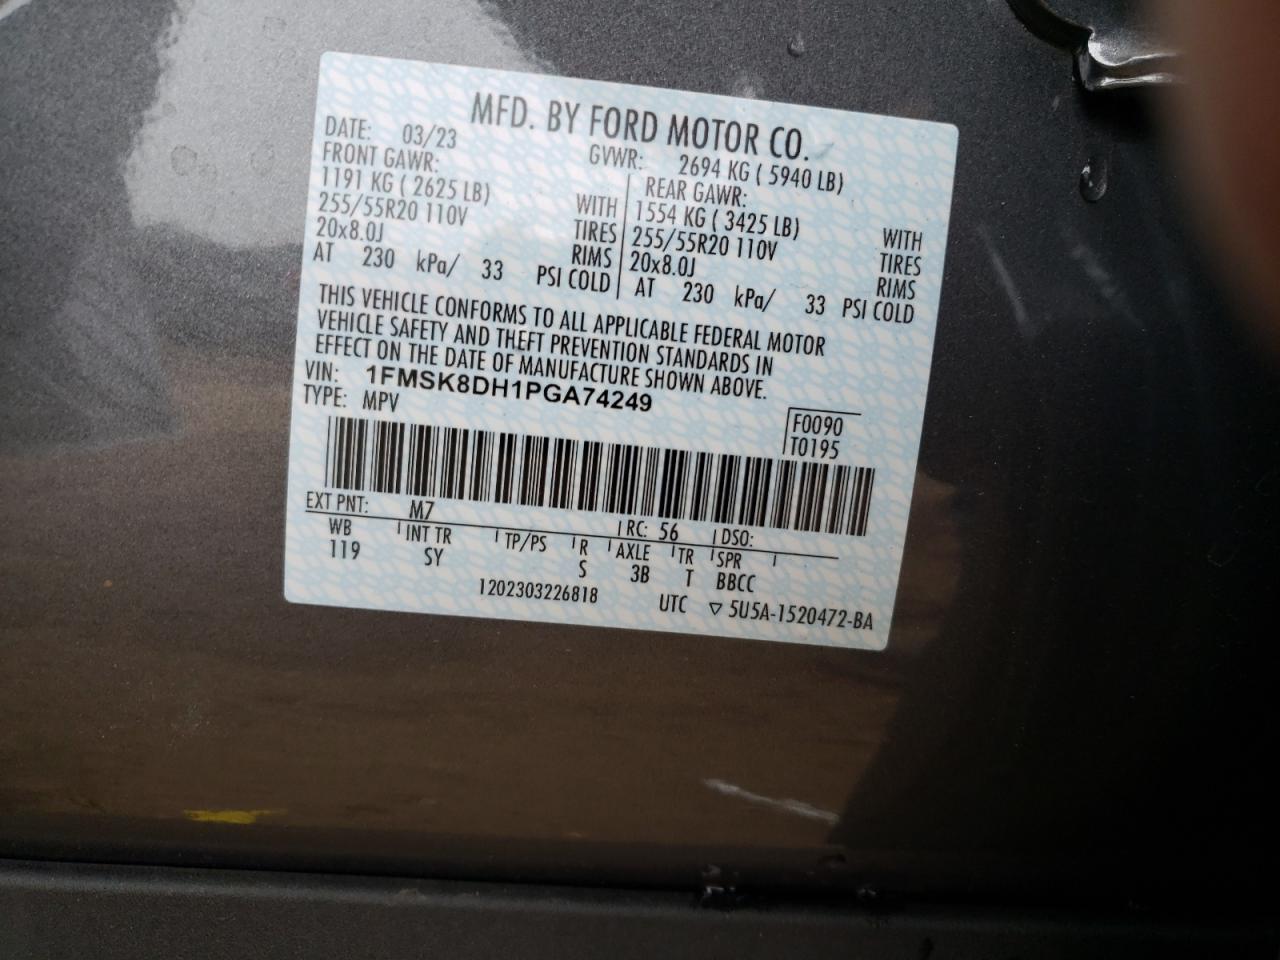 MFD. BY FORD MOTOR CO.
DATE: 03/23 GVWR: 2694 KG ( 5940 LB)
FRONT GAWR: REAR GAWR:
1191 KG ( 2625 LB) WITH 1554 KG ( 3425 LB) WITH
255/55R20 110V TIRES 255/55R20 110V TIRES
20x8.0J RIMS 20x8.0J RIMS
AT 230 kPa/ 33 PSI COLD AT 230 kPa/ 33 PSI COLD
THIS VEHICLE CONFORMS TO ALL APPLICABLE FEDERAL MOTOR
VEHICLE SAFETY AND THEFT PREVENTION STANDARDS IN
EFFECT ON THE DATE OF MANUFACTURE SHOWN ABOVE.
VIN: 1FMSK8DH1PGA74249
TYPE: MPV
F0090
T0195
EXT PNT: M7 RC: 56 DSO:
WB INT TR TP/PS R AXLE TR SPR
119 SY S 3B T BBCC
1202303226818 UTC ▽ 5U5A-1520472-BA